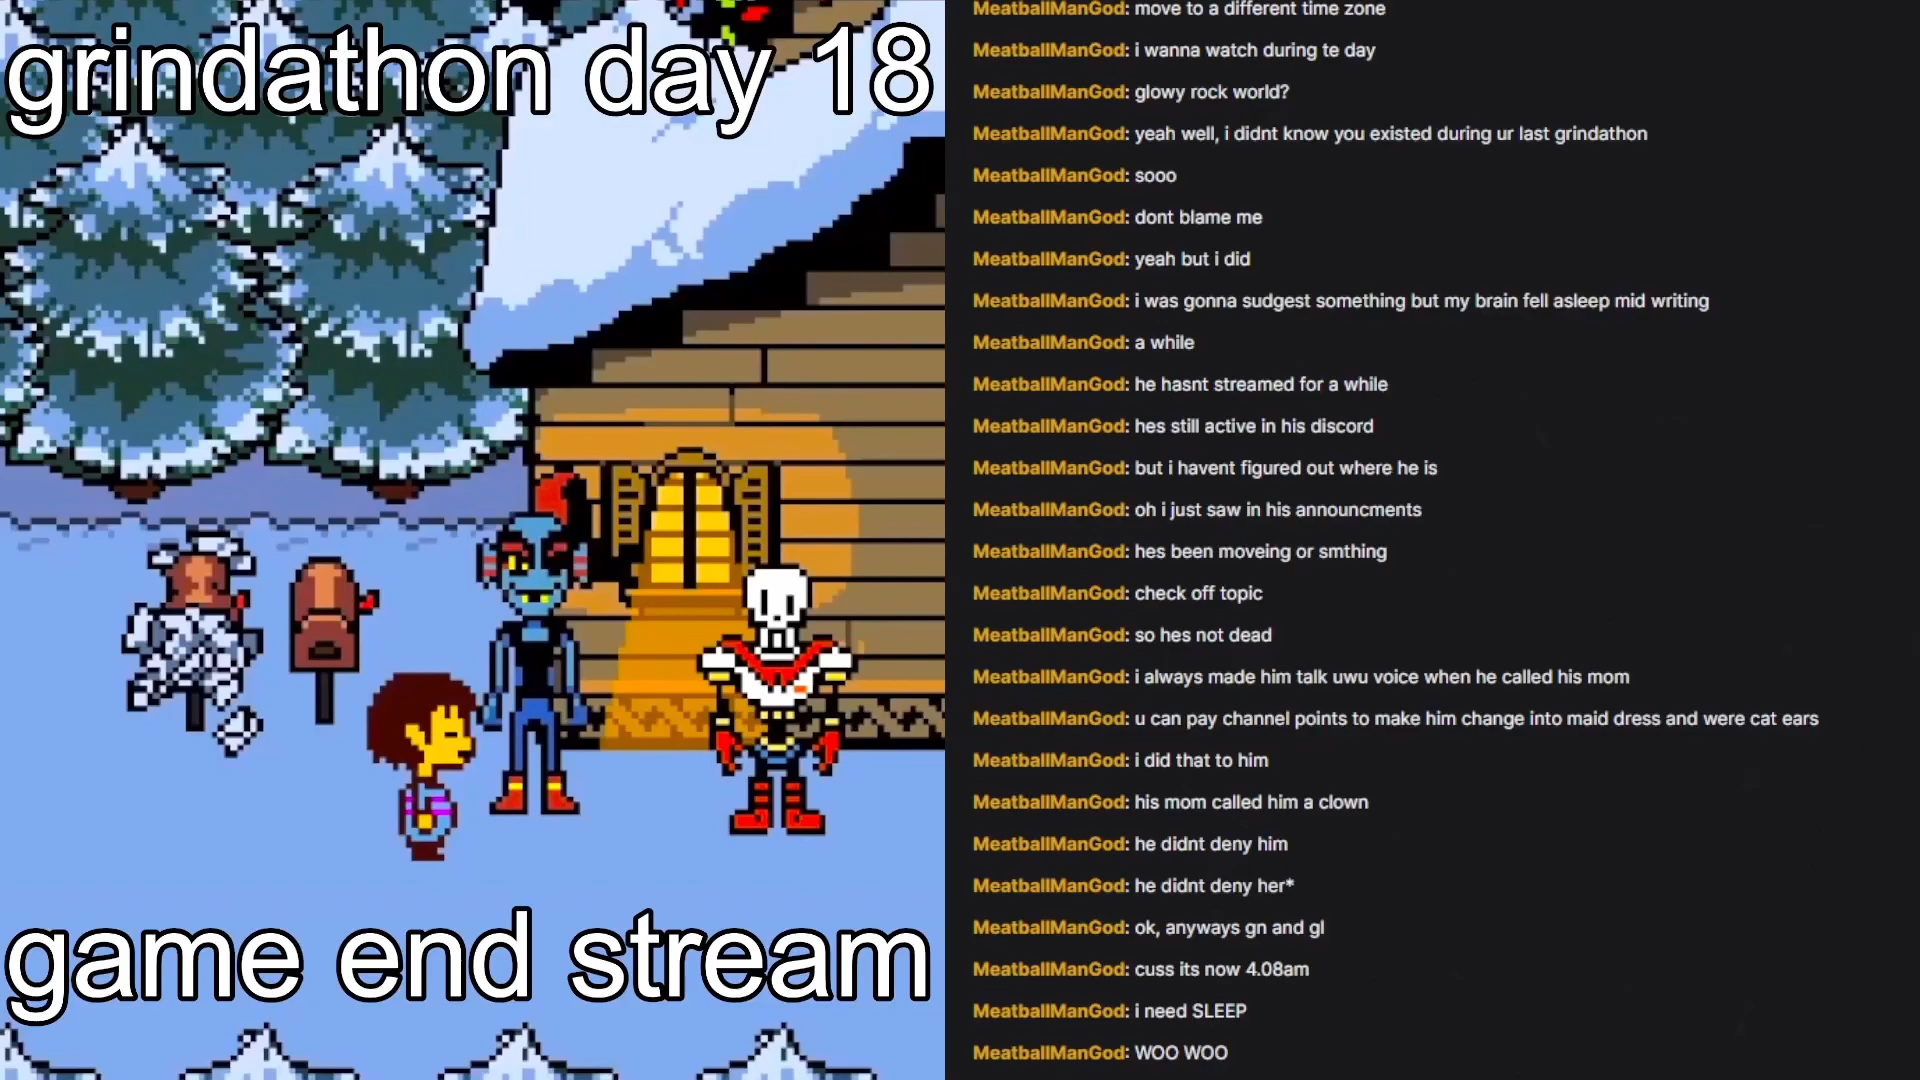 grindathon day 18
game end stream
MeatballManGod: move to a different time zone
MeatballManGod: i wanna watch during te day
MeatballManGod: glowy rock world?
MeatballManGod: yeah well, i didnt know you existed during ur last grindathon
MeatballManGod: sooo
MeatballManGod: dont blame me
MeatballManGod: yeah but i did
MeatballManGod: i was gonna sudgest something but my brain fell asleep mid writing
MeatballManGod: a while
MeatballManGod: he hasnt streamed for a while
MeatballManGod: hes still active in his discord
MeatballManGod: but i havent figured out where he is
MeatballManGod: oh i just saw in his announcments
MeatballManGod: hes been moveing or smthing
MeatballManGod: check off topic
MeatballManGod: so hes not dead
MeatballManGod: i always made him talk uwu voice when he called his mom
MeatballManGod: u can pay channel points to make him change into maid dress and were cat ears
MeatballManGod: i did that to him
MeatballManGod: his mom called him a clown
MeatballManGod: he didnt deny him
MeatballManGod: he didnt deny her*
MeatballManGod: ok, anyways gn and gl
MeatballManGod: cuss its now 4.08am
MeatballManGod: i need SLEEP
MeatballManGod: WOO WOO